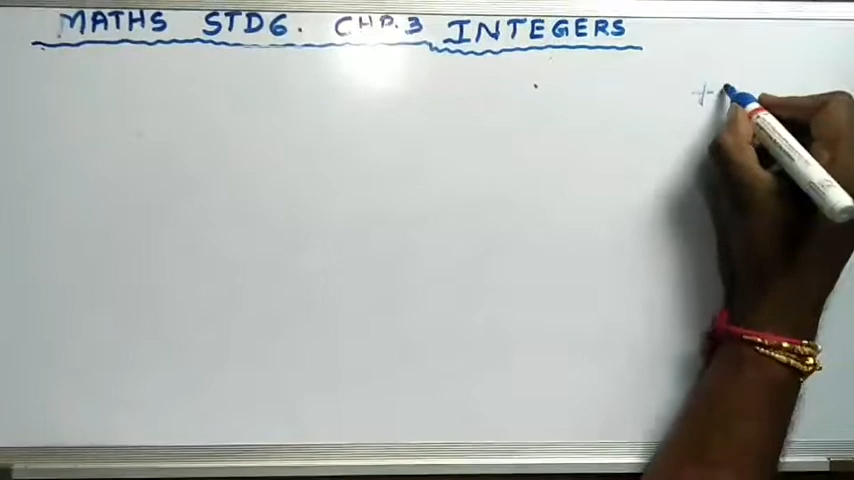 MATHS STD6. CHP.3 INTEGERS
+